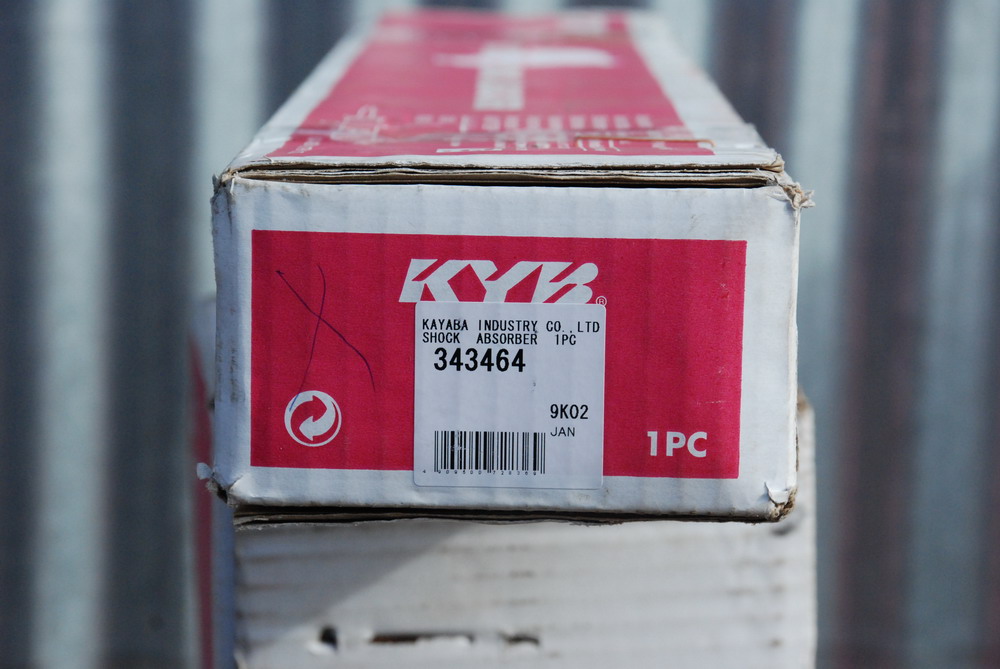 KYB®
KAYABA INDUSTRY CO.,LTD
SHOCK ABSORBER 1PC
343464
9K02
JAN
1PC